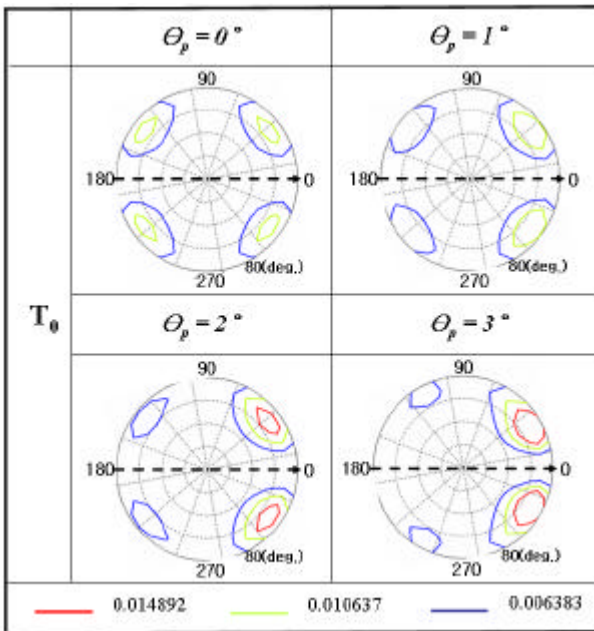 Θp = 0 °
Θp = 1 °
90
180
0
270
80(deg.)
90
180
0
270
80(deg.)
T0
Θp = 2 °
Θp = 3 °
90
180
0
270
80(deg.)
90
180
0
270
80(deg.)
0.014892
0.010637
0.006383